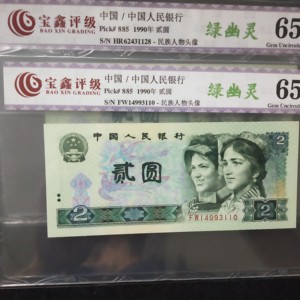 宝鑫评级
BAO XIN GRADING
中国 / 中国人民银行
Pick# 885 1990年 贰圆
S/N HR62431128 - 民族人物头像
绿幽灵
65
Gem Uncircul
宝鑫评级
BAO XIN GRADING
中国 / 中国人民银行
Pick# 885 1990年 贰圆
S/N FW14993110 - 民族人物头像
绿幽灵
65
Gem Uncircul
中国人民银行
贰圆
FW14993110
2
2